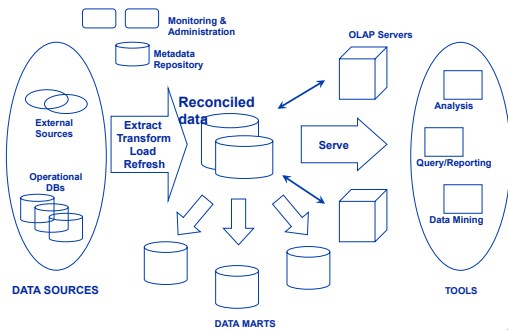 Monitoring &
Administration
OLAP Servers
Metadata
Repository
Reconciled
data
Analysis
External
Sources
Extract
Transform
Load
Refresh
Serve
Query/Reporting
Operational
DBs
Data Mining
DATA SOURCES
TOOLS
DATA MARTS